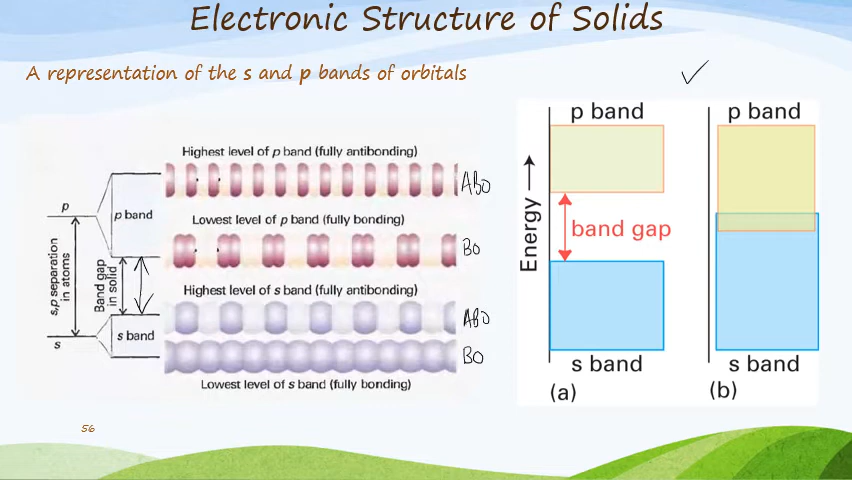 Electronic Structure of Solids
A representation of the s and p bands of orbitals
Highest level of p band (fully antibonding)
ABO
p
p band
Lowest level of p band (fully bonding)
BO
s,p separation
in atoms
Band gap
in solid
Highest level of s band (fully antibonding)
ABO
s band
s
BO
Lowest level of s band (fully bonding)
p band
p band
Energy
band gap
s band
s band
(a)
(b)
56